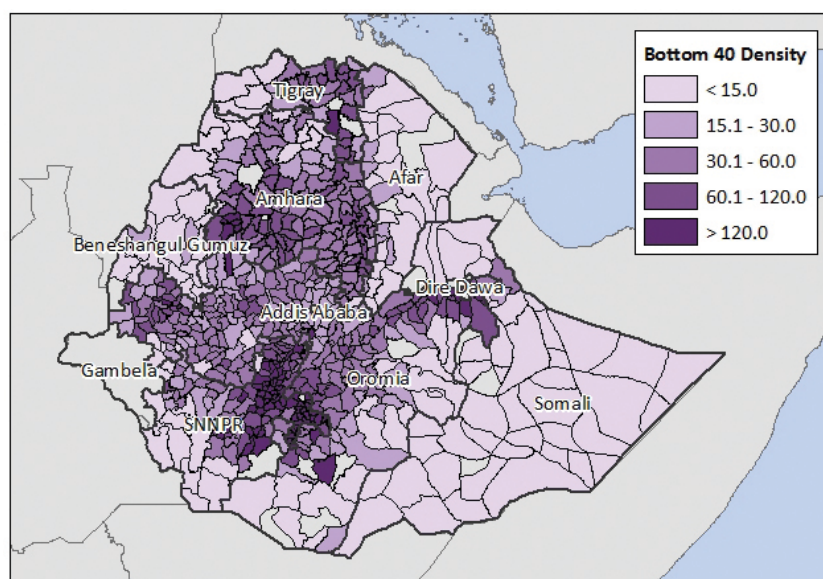 Bottom 40 Density
< 15.0
15.1 - 30.0
30.1 - 60.0
60.1 - 120.0
> 120.0
Tigray
Afar
Amhara
Beneshangul Gumuz
Dire Dawa
Addis Ababa
Gambela
Oromia
Somali
SNNPR